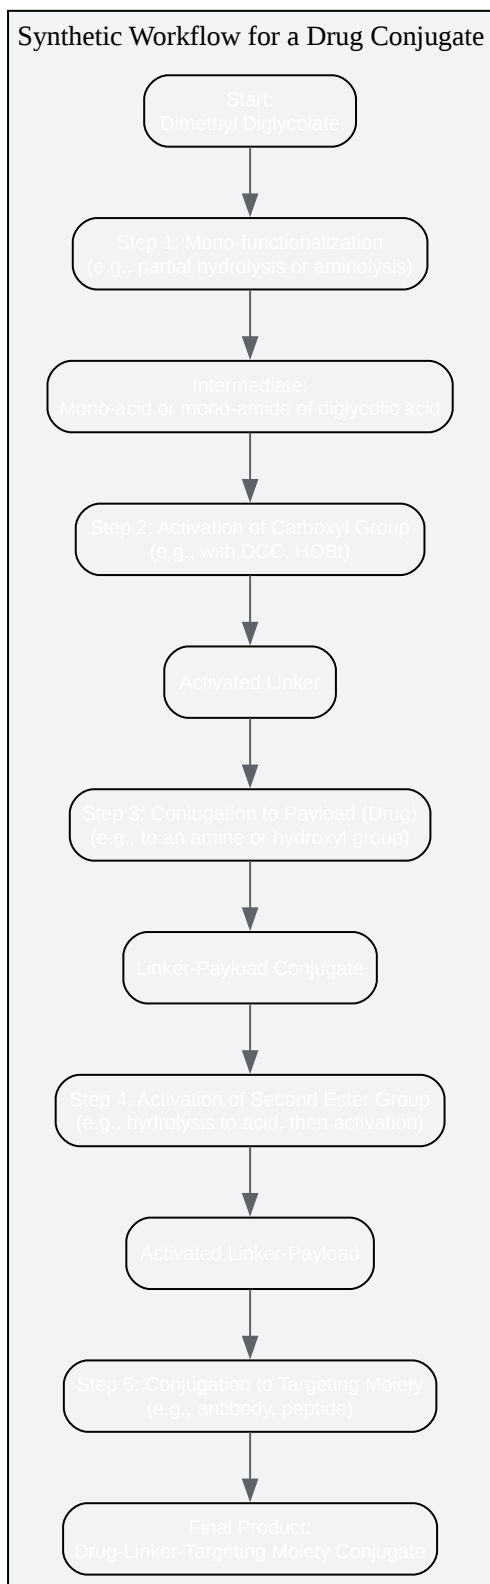 Synthetic Workflow for a Drug Conjugate
Start:
Dimethyl Diglycolate
Step 1: Mono-functionalization
(e.g., partial hydrolysis or aminolysis)
Intermediate:
Mono-acid or mono-amide of diglycolic acid
Step 2: Activation of Carboxyl Group
(e.g., with DCC, HOBt)
Activated Linker
Step 3: Conjugation to Payload (Drug)
(e.g., to an amine or hydroxyl group)
Linker-Payload Conjugate
Step 4: Activation of Second Ester Group
(e.g., hydrolysis to acid, then activation)
Activated Linker-Payload
Step 5: Conjugation to Targeting Moiety
(e.g., antibody, peptide)
Final Product:
Drug-Linker-Targeting Moiety Conjugate